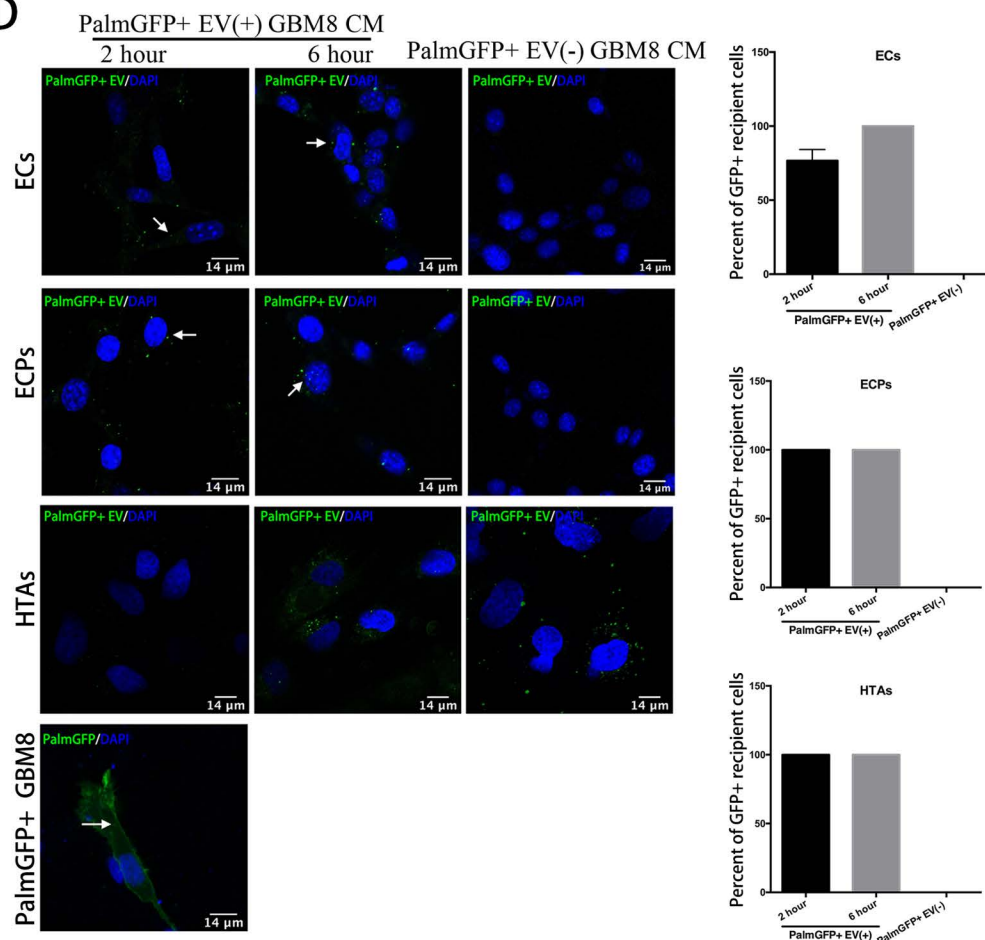 D
PalmGFP+ EV(+) GBM8 CM
2 hour 6 hour PalmGFP+ EV(-) GBM8 CM
ECs
PalmGFP+ EV/DAPI PalmGFP+ EV/DAPI PalmGFP+ EV/DAPI
14 μm 14 μm 14 μm
ECPs
PalmGFP+ EV/DAPI PalmGFP+ EV/DAPI PalmGFP+ EV/DAPI
14 μm 14 μm 14 μm
HTAs
PalmGFP+ EV/DAPI PalmGFP+ EV/DAPI PalmGFP+ EV/DAPI
14 μm 14 μm 14 μm
PalmGFP+ GBM8
PalmGFP/DAPI
14 μm
ECs
Percent of GFP+ recipient cells
150
100
50
0
2 hour 6 hour PalmGFP+ EV(-)
PalmGFP+ EV(+)
ECPs
Percent of GFP+ recipient cells
150
100
50
0
2 hour 6 hour PalmGFP+ EV(-)
PalmGFP+ EV(+)
HTAs
Percent of GFP+ recipient cells
150
100
50
0
2 hour 6 hour PalmGFP+ EV(-)
PalmGFP+ EV(+)